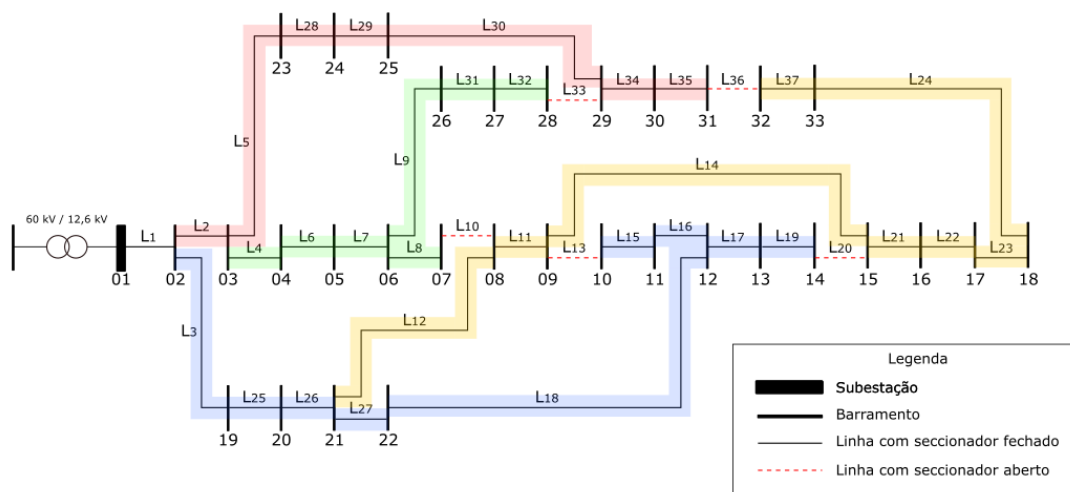 L28 L29 L30
23 24 25
L31 L32 L33 L34 L35 L36 L37 L24
26 27 28 29 30 31 32 33
L5
L9
L14
60 kV / 12,6 kV
L1 L2 L4 L6 L7 L8 L10 L11 L13 L15 L16 L17 L19 L20 L21 L22 L23
01 02 03 04 05 06 07 08 09 10 11 12 13 14 15 16 17 18
L3
L12
L25 L26 L27 L18
19 20 21 22
Legenda
Subestação
Barramento
Linha com seccionador fechado
Linha com seccionador aberto